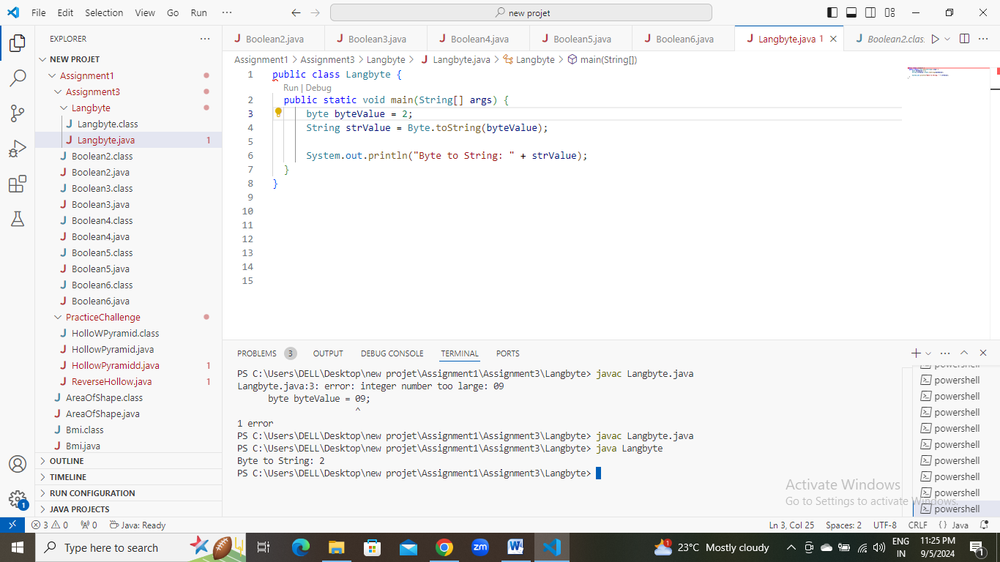 File Edit Selection View Go Run ··· new projet
EXPLORER ···
NEW PROJET
Assignment1
Assignment3
Langbyte
J Langbyte.class
J Langbyte.java 1
J Boolean2.class
J Boolean2.java
J Boolean3.class
J Boolean3.java
J Boolean4.class
J Boolean4.java
J Boolean5.class
J Boolean5.java
J Boolean6.class
J Boolean6.java
PracticeChallenge
J HolloWPyramid.class
J HollowPyramid.java
J HollowPyramidd.java 1
J ReverseHollow.java 1
J AreaOfShape.class
J AreaOfShape.java
J Bmi.class
J Bmi.java
OUTLINE
TIMELINE
RUN CONFIGURATION
JAVA PROJECTS
J Boolean2.java J Boolean3.java J Boolean4.java J Boolean5.java J Boolean6.java J Langbyte.java 1 J Boolean2.clas ···
Assignment1 > Assignment3 > Langbyte > J Langbyte.java > Langbyte > main(String[])
1 public class Langbyte {
Run | Debug
2 public static void main(String[] args) {
3 byte byteValue = 2;
4 String strValue = Byte.toString(byteValue);
5
6 System.out.println("Byte to String: " + strValue);
7 }
8 }
9
10
11
12
13
14
15
PROBLEMS 3 OUTPUT DEBUG CONSOLE TERMINAL PORTS ···
PS C:\Users\DELL\Desktop\new projet\Assignment1\Assignment3\Langbyte> javac Langbyte.java
Langbyte.java:3: error: integer number too large: 09
byte byteValue = 09;
^
1 error
PS C:\Users\DELL\Desktop\new projet\Assignment1\Assignment3\Langbyte> javac Langbyte.java
PS C:\Users\DELL\Desktop\new projet\Assignment1\Assignment3\Langbyte> java Langbyte
Byte to String: 2
PS C:\Users\DELL\Desktop\new projet\Assignment1\Assignment3\Langbyte>
powershell
powershell
powershell
powershell
powershell
powershell
powershell
powershell
powershell
powershell
Activate Windows
Go to Settings to activate Windows.
1
3 0 0 Java: Ready Ln 3, Col 25 Spaces: 2 UTF-8 CRLF {} Java
Type here to search zm W 1 23°C Mostly cloudy ENG IN 11:25 PM 9/5/2024 1